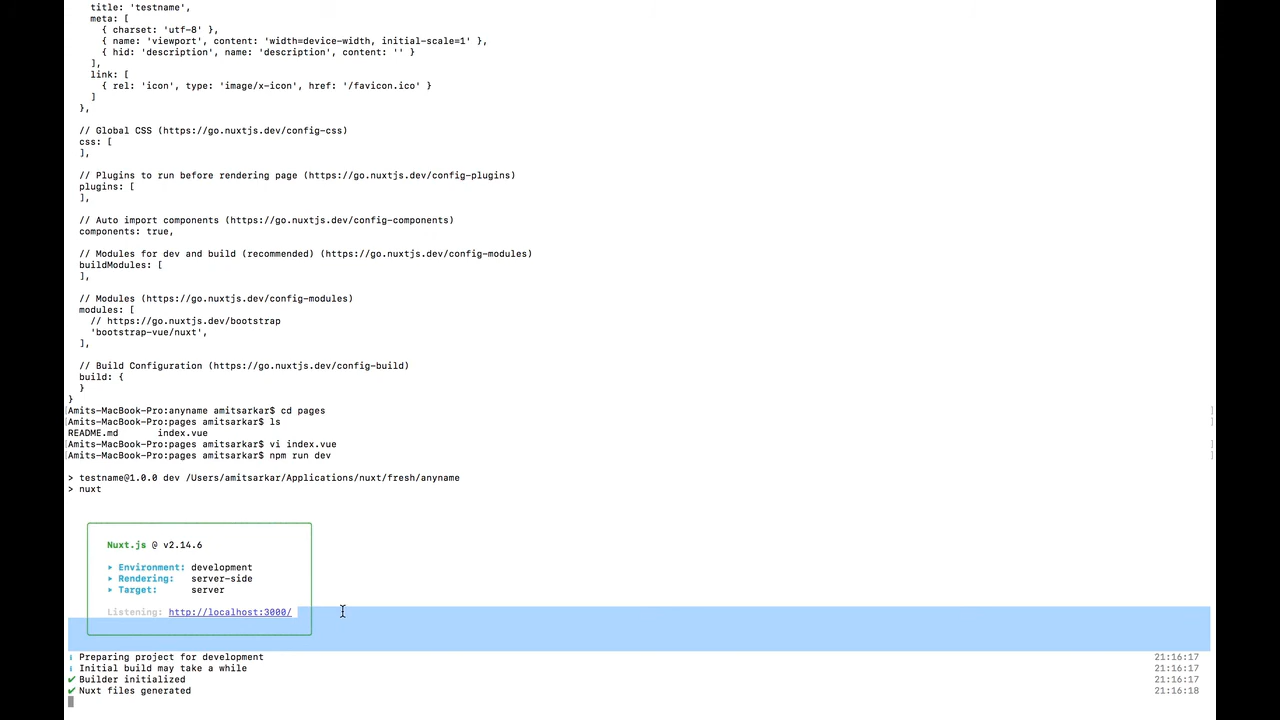 title: 'testname',
meta: [
{ charset: 'utf-8' },
{ name: 'viewport', content: 'width=device-width, initial-scale=1' },
{ hid: 'description', name: 'description', content: '' }
],
link: [
{ rel: 'icon', type: 'image/x-icon', href: '/favicon.ico' }
]
},
// Global CSS (https://go.nuxtjs.dev/config-css)
css: [
],
// Plugins to run before rendering page (https://go.nuxtjs.dev/config-plugins)
plugins: [
],
// Auto import components (https://go.nuxtjs.dev/config-components)
components: true,
// Modules for dev and build (recommended) (https://go.nuxtjs.dev/config-modules)
buildModules: [
],
// Modules (https://go.nuxtjs.dev/config-modules)
modules: [
// https://go.nuxtjs.dev/bootstrap
'bootstrap-vue/nuxt',
],
// Build Configuration (https://go.nuxtjs.dev/config-build)
build: {
}
}
[Amits-MacBook-Pro:anyname amitsarkar$ cd pages ]
[Amits-MacBook-Pro:pages amitsarkar$ ls ]
README.md index.vue
[Amits-MacBook-Pro:pages amitsarkar$ vi index.vue ]
[Amits-MacBook-Pro:pages amitsarkar$ npm run dev ]
> testname@1.0.0 dev /Users/amitsarkar/Applications/nuxt/fresh/anyname
> nuxt
Nuxt.js @ v2.14.6
▸ Environment: development
▸ Rendering: server-side
▸ Target: server
Listening: http://localhost:3000/
ℹ Preparing project for development 21:16:17
ℹ Initial build may take a while 21:16:17
✔ Builder initialized 21:16:17
✔ Nuxt files generated 21:16:18